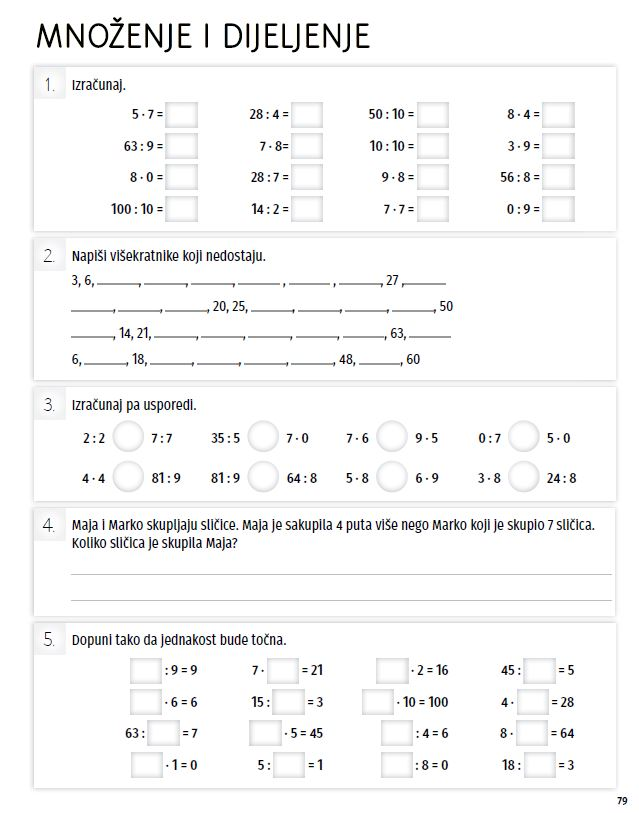 MNOŽENJE I DIJELJENJE
1. Izračunaj.
5 · 7 = 28 : 4 = 50 : 10 = 8 · 4 =
63 : 9 = 7 · 8= 10 : 10 = 3 · 9 =
8 · 0 = 28 : 7 = 9 · 8 = 56 : 8 =
100 : 10 = 14 : 2 = 7 · 7 = 0 : 9 =
2. Napiši višekratnike koji nedostaju.
3, 6, ______, ______, ______, ______ , ______ , ______, 27 ,______
______, ______, ______, 20, 25, ______, ______, ______, ______, 50
______, 14, 21, ______, ______, ______, ______, ______, 63, ______
6, ______, 18, ______, ______, ______, ______, 48, ______, 60
3. Izračunaj pa usporedi.
2 : 2 7 : 7 35 : 5 7 · 0 7 · 6 9 · 5 0 : 7 5 · 0
4 · 4 81 : 9 81 : 9 64 : 8 5 · 8 6 · 9 3 · 8 24 : 8
4. Maja i Marko skupljaju sličice. Maja je sakupila 4 puta više nego Marko koji je skupio 7 sličica.
Koliko sličica je skupila Maja?
5. Dopuni tako da jednakost bude točna.
: 9 = 9 7 · = 21 · 2 = 16 45 : = 5
· 6 = 6 15 : = 3 · 10 = 100 4 · = 28
63 : = 7 · 5 = 45 : 4 = 6 8 · = 64
· 1 = 0 5 : = 1 : 8 = 0 18 : = 3
79